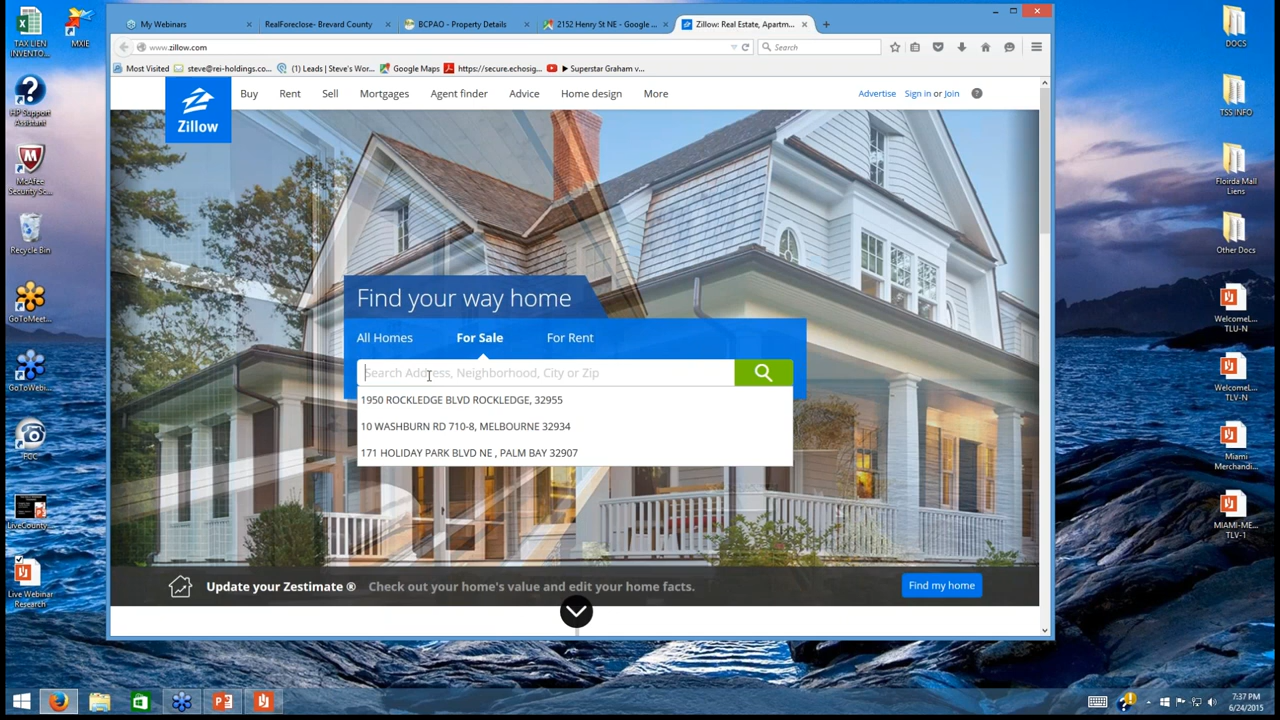 My Webinars
RealForeclose- Brevard County
BCPAO - Property Details
2152 Henry St NE - Google ...
Zillow: Real Estate, Apartm...
www.zillow.com
Search
Most Visited
steve@rei-holdings.co...
(1) Leads | Steve's Wor...
Google Maps
https://secure.echosig...
Superstar Graham v...
Zillow
Buy
Rent
Sell
Mortgages
Agent finder
Advice
Home design
More
Advertise
Sign in or Join
?
Find your way home
All Homes
For Sale
For Rent
Search Address, Neighborhood, City or Zip
1950 ROCKLEDGE BLVD ROCKLEDGE, 32955
10 WASHBURN RD 710-8, MELBOURNE 32934
171 HOLIDAY PARK BLVD NE , PALM BAY 32907
Update your Zestimate ® Check out your home's value and edit your home facts.
Find my home
TAX LIEN
INVENTO...
MXIE
HP Support
Assistant
McAfee
Security Sc...
Recycle Bin
GoToMeet...
GoToWebi...
FCC
LiveCounty...
Live Webinar
Research
DOCS
TSS INFO
Floirda Mall
Liens
Other Docs
WelcomeL...
TLU-N
WelcomeL...
TLV-N
Miami
Merchandi...
MIAMI-ME...
TLV-1
7:37 PM
6/24/2015